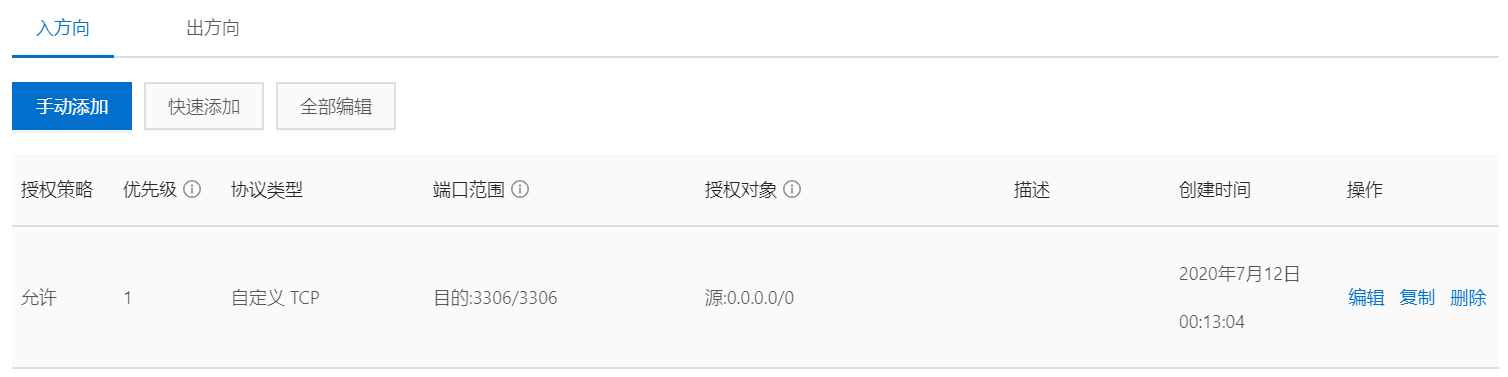 入方向 出方向
手动添加 快速添加 全部编辑
授权策略 优先级 协议类型 端口范围 授权对象 描述 创建时间 操作
允许 1 自定义 TCP 目的:3306/3306 源:0.0.0.0/0 2020年7月12日 00:13:04 编辑 复制 删除